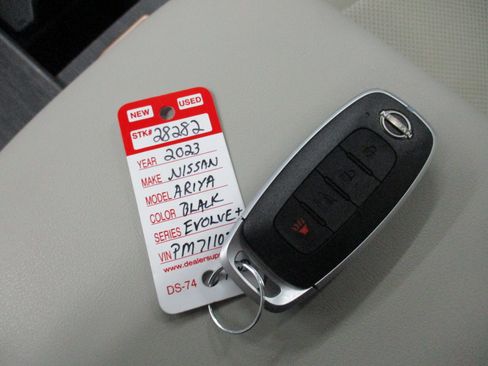 NEW USED
STK# 28282
YEAR 2023
MAKE NISSAN
MODEL ARIYA
COLOR BLACK
SERIES EVOLVE+
VIN PM7110
www.dealersup
DS-74